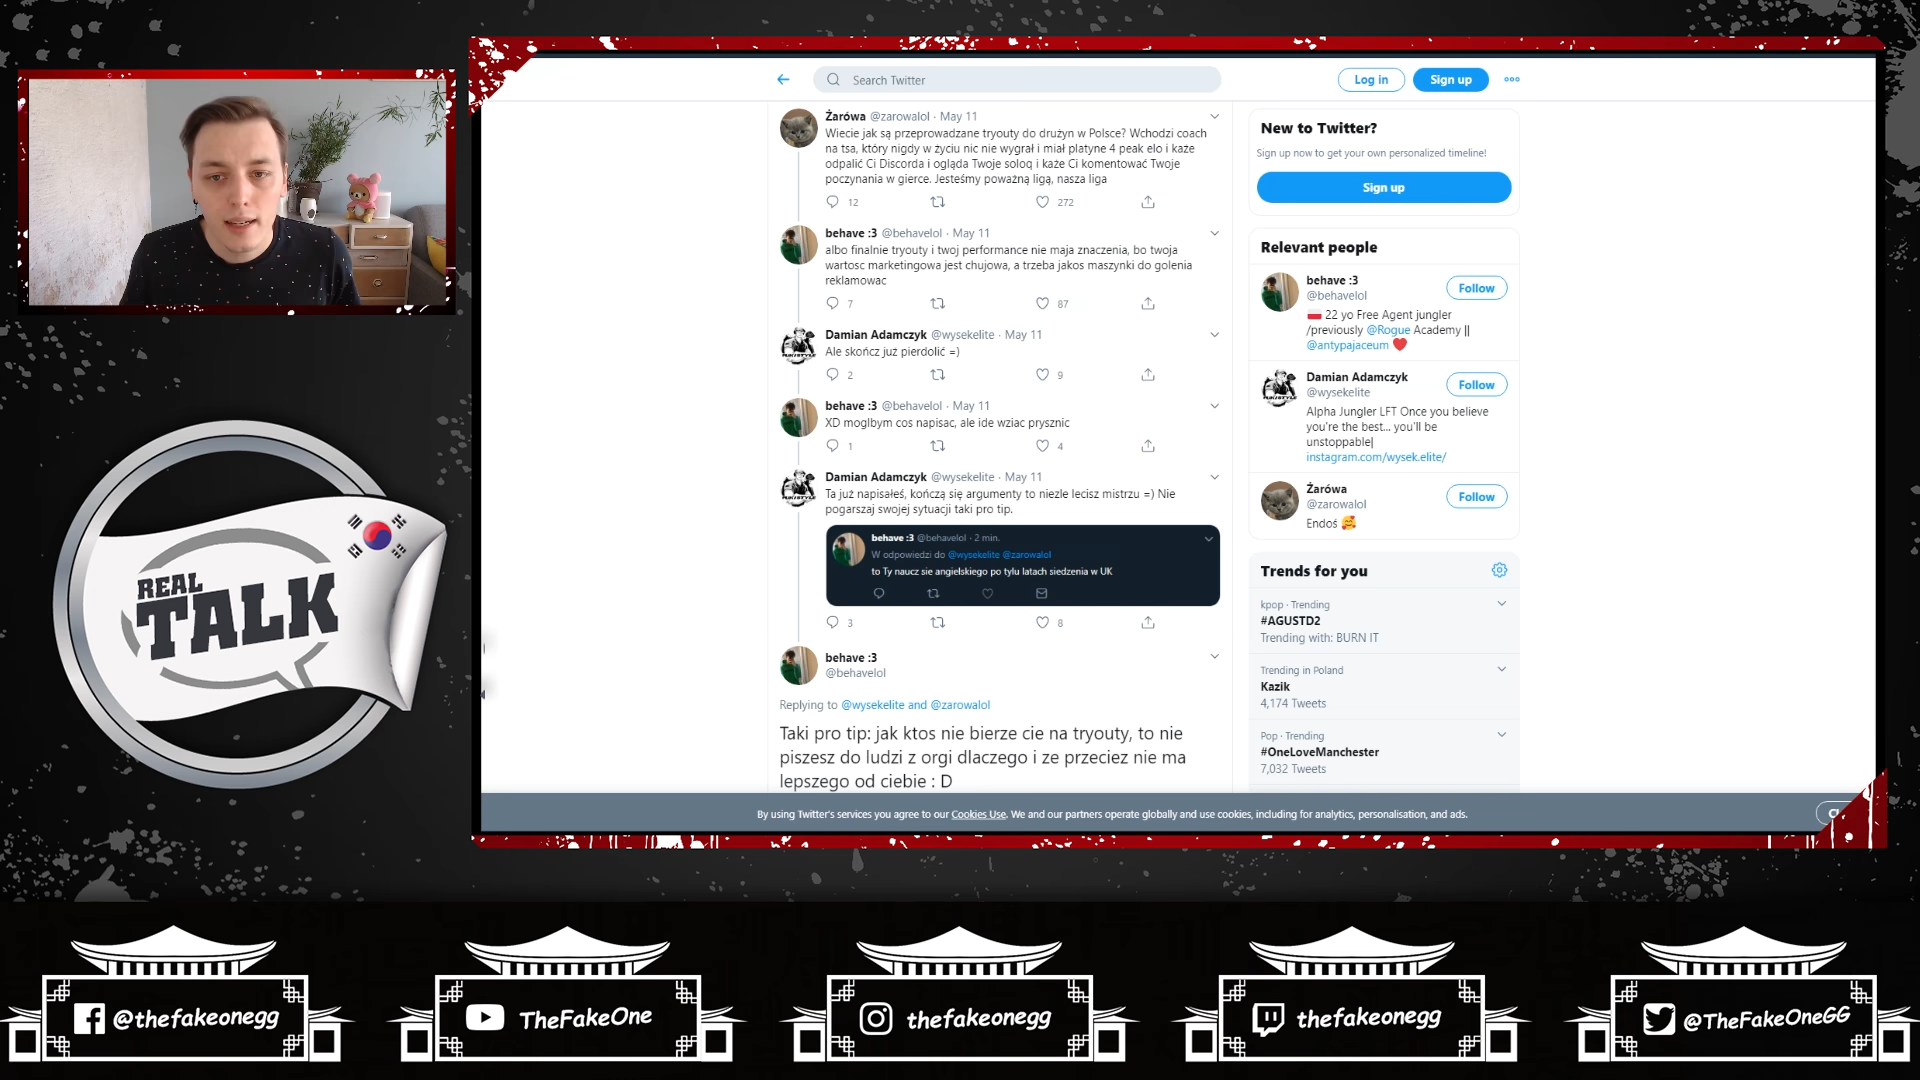 Search Twitter
Log in
Sign up
Żarówa @zarowalol · May 11
Wiecie jak są przeprowadzane tryouty do drużyn w Polsce? Wchodzi coach
na tsa, który nigdy w życiu nic nie wygrał i miał platyne 4 peak elo i każe
odpalić Ci Discorda i ogląda Twoje soloq i każe Ci komentować Twoje
poczynania w gierce. Jesteśmy poważną ligą, nasza liga
12
272
behave :3 @behavelol · May 11
albo finalnie tryouty i twoj performance nie maja znaczenia, bo twoja
wartosc marketingowa jest chujowa, a trzeba jakos maszynki do golenia
reklamowac
7
87
Damian Adamczyk @wysekelite · May 11
Ale skończ już pierdolić =)
2
9
behave :3 @behavelol · May 11
XD moglbym cos napisac, ale ide wziac prysznic
1
4
Damian Adamczyk @wysekelite · May 11
Ta już napisałeś, kończą się argumenty to niezle lecisz mistrzu =) Nie
pogarszaj swojej sytuacji taki pro tip.
behave :3 @behavelol · 2 min.
W odpowiedzi do @wysekelite @zarowalol
to Ty naucz sie angielskiego po tylu latach siedzenia w UK
3
8
behave :3
@behavelol
Replying to @wysekelite and @zarowalol
Taki pro tip: jak ktos nie bierze cie na tryouty, to nie
piszesz do ludzi z orgi dlaczego i ze przeciez nie ma
lepszego od ciebie : D
New to Twitter?
Sign up now to get your own personalized timeline!
Sign up
Relevant people
behave :3
@behavelol
Follow
22 yo Free Agent jungler
/previously @Rogue Academy ||
@antypajaceum
Damian Adamczyk
@wysekelite
Follow
Alpha Jungler LFT Once you believe
you're the best... you'll be
unstoppable|
instagram.com/wysek.elite/
Żarówa
@zarowalol
Follow
Endoś
Trends for you
kpop · Trending
#AGUSTD2
Trending with: BURN IT
Trending in Poland
Kazik
4,174 Tweets
Pop · Trending
#OneLoveManchester
7,032 Tweets
By using Twitter's services you agree to our Cookies Use. We and our partners operate globally and use cookies, including for analytics, personalisation, and ads.
REAL
TALK
@thefakeonegg
TheFakeOne
thefakeonegg
thefakeonegg
@TheFakeOneGG